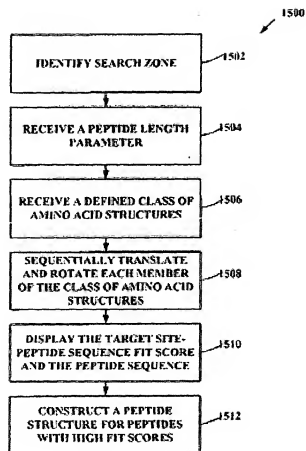 1500
IDENTIFY SEARCH ZONE
1502
RECEIVE A PEPTIDE LENGTH
PARAMETER
1504
RECEIVE A DEFINED CLASS OF
AMINO ACID STRUCTURES
1506
SEQUENTIALLY TRANSLATE
AND ROTATE EACH MEMBER
OF THE CLASS OF AMINO ACID
STRUCTURES
1508
DISPLAY THE TARGET SITE-
PEPTIDE SEQUENCE FIT SCORE
AND THE PEPTIDE SEQUENCE
1510
CONSTRUCT A PEPTIDE
STRUCTURE FOR PEPTIDES
WITH HIGH FIT SCORES
1512